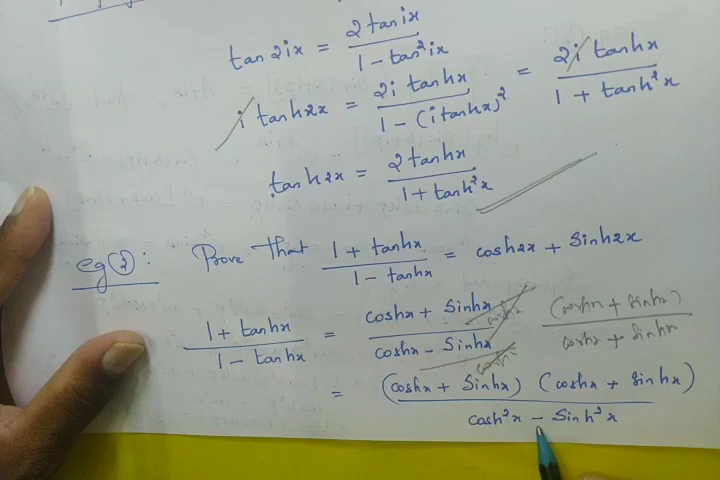 tan 2ix = 2 tan ix / 1 - tan²ix
i tanh2x = 2i tanhx / 1 - (i tanhx)² = 2i tanhx / 1 + tanh²x
tanh2x = 2 tanhx / 1 + tanh²x
eg (2): Prove that 1 + tanhx / 1 - tanhx = cosh2x + sinh2x
1 + tanhx / 1 - tanhx = coshx + sinhx / coshx - sinhx (coshx + sinhx) / coshx + sinhx
= (coshx + sinhx) (coshx + sinhx) / cosh²x - sinh²x